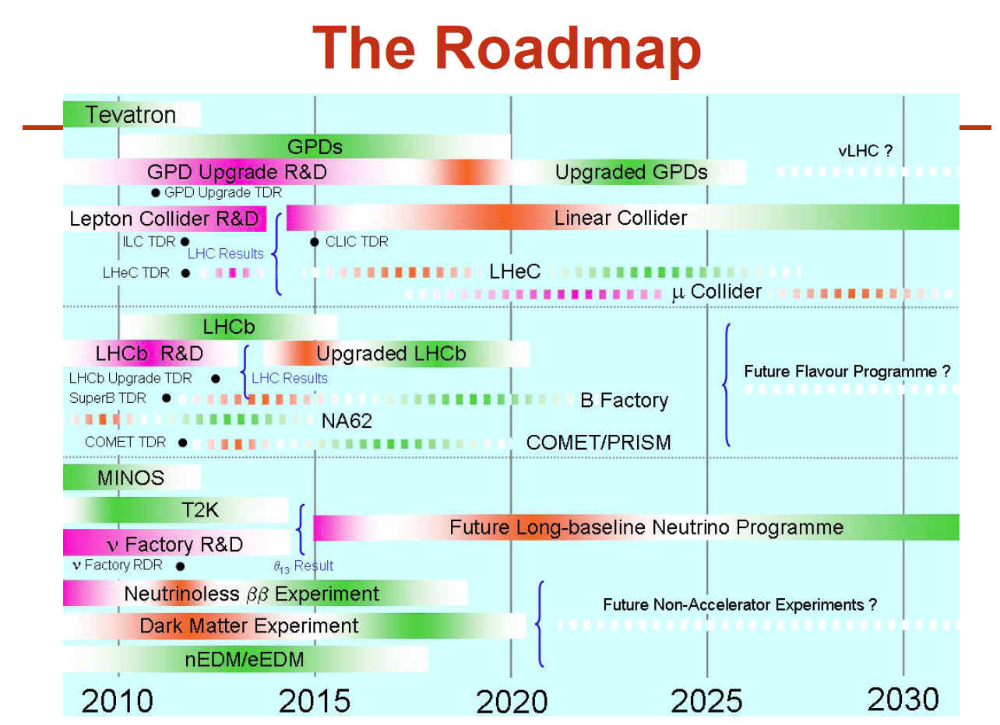 The Roadmap
Tevatron
GPDs
vLHC ?
GPD Upgrade R&D
Upgraded GPDs
GPD Upgrade TDR
Lepton Collider R&D
Linear Collider
ILC TDR
CLIC TDR
LHC Results
LHeC TDR
LHeC
μ Collider
LHCb
LHCb R&D
Upgraded LHCb
Future Flavour Programme ?
LHCb Upgrade TDR
LHC Results
SuperB TDR
B Factory
NA62
COMET TDR
COMET/PRISM
MINOS
T2K
Future Long-baseline Neutrino Programme
ν Factory R&D
ν Factory RDR
θ13 Result
Neutrinoless ββ Experiment
Future Non-Accelerator Experiments ?
Dark Matter Experiment
nEDM/eEDM
2010 2015 2020 2025 2030